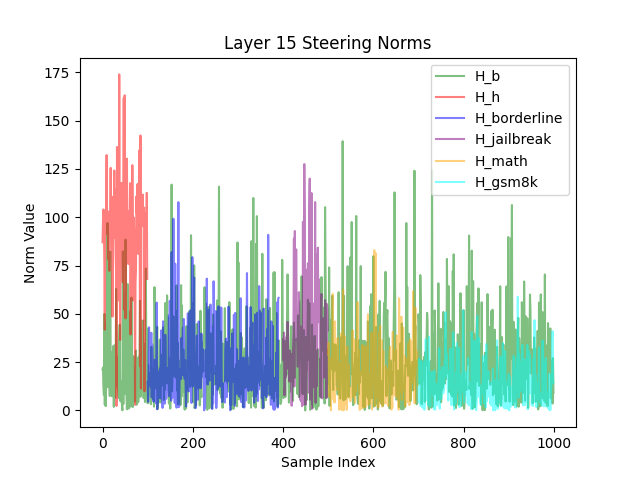 Layer 15 Steering Norms
Norm Value
175
150
125
100
75
50
25
0
0 200 400 600 800 1000
Sample Index
H_b
H_h
H_borderline
H_jailbreak
H_math
H_gsm8k